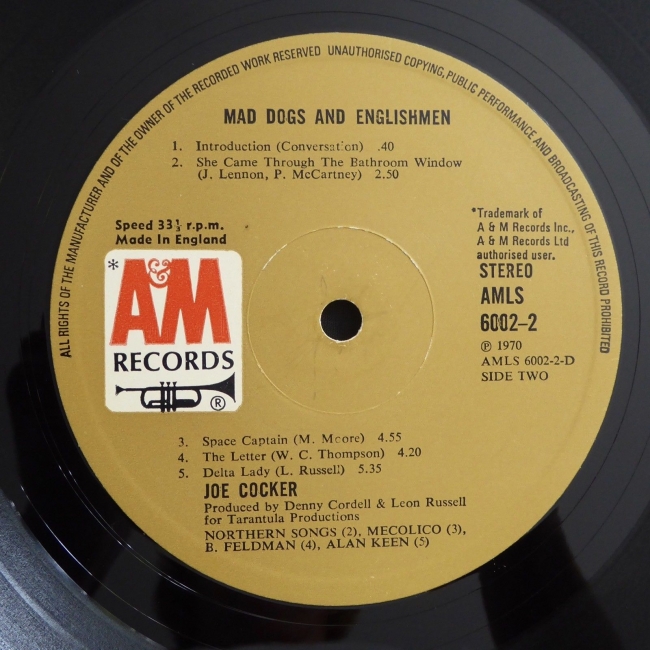 ALL RIGHTS OF THE MANUFACTURER AND OF THE OWNER OF THE RECORDED WORK RESERVED UNAUTHORISED COPYING, PUBLIC PERFORMANCE AND BROADCASTING OF THIS RECORD PROHIBITED
MAD DOGS AND ENGLISHMEN
1. Introduction (Conversation) .40
2. She Came Through The Bathroom Window
(J. Lennon, P. McCartney) 2.50
Speed 33⅓ r.p.m.
Made In England
*
A&M
RECORDS
®
*Trademark of
A & M Records Inc.,
A & M Records Ltd
authorised user.
STEREO
AMLS
6002-2
℗ 1970
AMLS 6002-2-D
SIDE TWO
3. Space Captain (M. Moore) 4.55
4. The Letter (W. C. Thompson) 4.20
5. Delta Lady (L. Russell) 5.35
JOE COCKER
Produced by Denny Cordell & Leon Russell
for Tarantula Productions
NORTHERN SONGS (2), MECOLICO (3),
B. FELDMAN (4), ALAN KEEN (5)